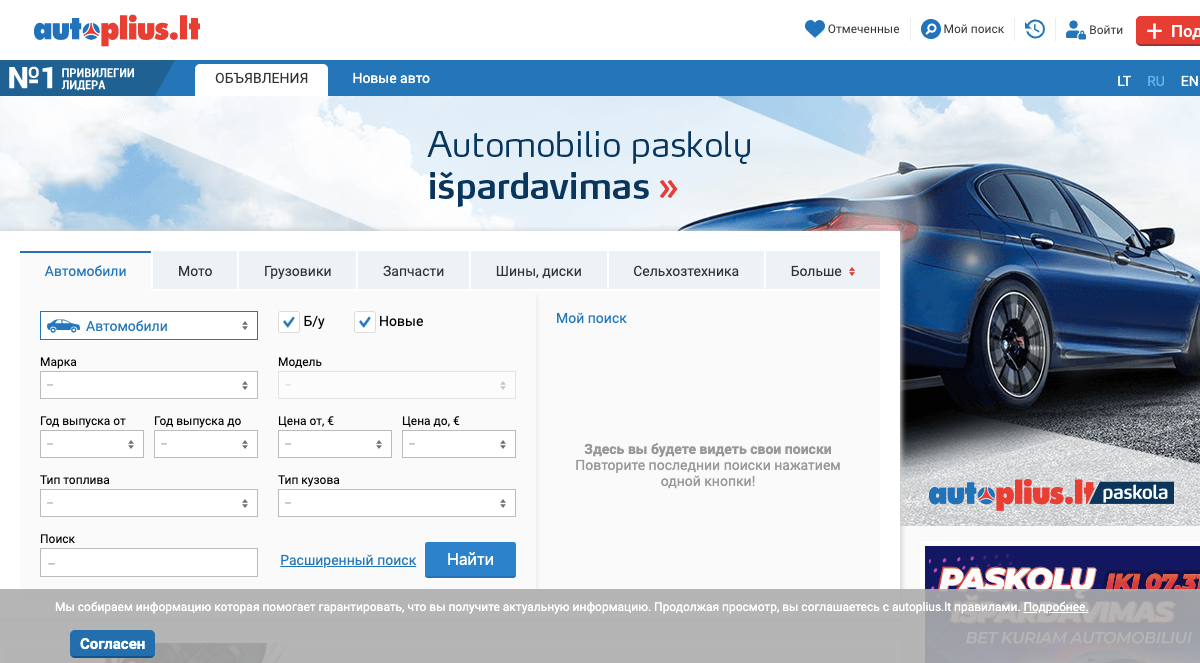 autoplius.lt
Отмеченные
Мой поиск
Войти
+ Под
№1 ПРИВИЛЕГИИ
ЛИДЕРА
ОБЪЯВЛЕНИЯ
Новые авто
LT RU EN
Automobilio paskolų
išpardavimas »
Автомобили
Мото
Грузовики
Запчасти
Шины, диски
Сельхозтехника
Больше
Автомобили
Б/у
Новые
Мой поиск
Марка
Модель
–
–
Год выпуска от
Год выпуска до
Цена от, €
Цена до, €
–
–
–
–
Здесь вы будете видеть свои поиски
Повторите последнии поиски нажатием
одной кнопки!
Тип топлива
Тип кузова
–
–
autoplius.lt paskola
Поиск
–
Расширенный поиск
Найти
PASKOLŲ IKI 07.31
IŠPARDAVIMAS
BET KURIAM AUTOMOBILIUI
Мы собираем информацию которая помогает гарантировать, что вы получите актуальную информацию. Продолжая просмотр, вы соглашаетесь с autoplius.lt правилами. Подробнее.
Согласен